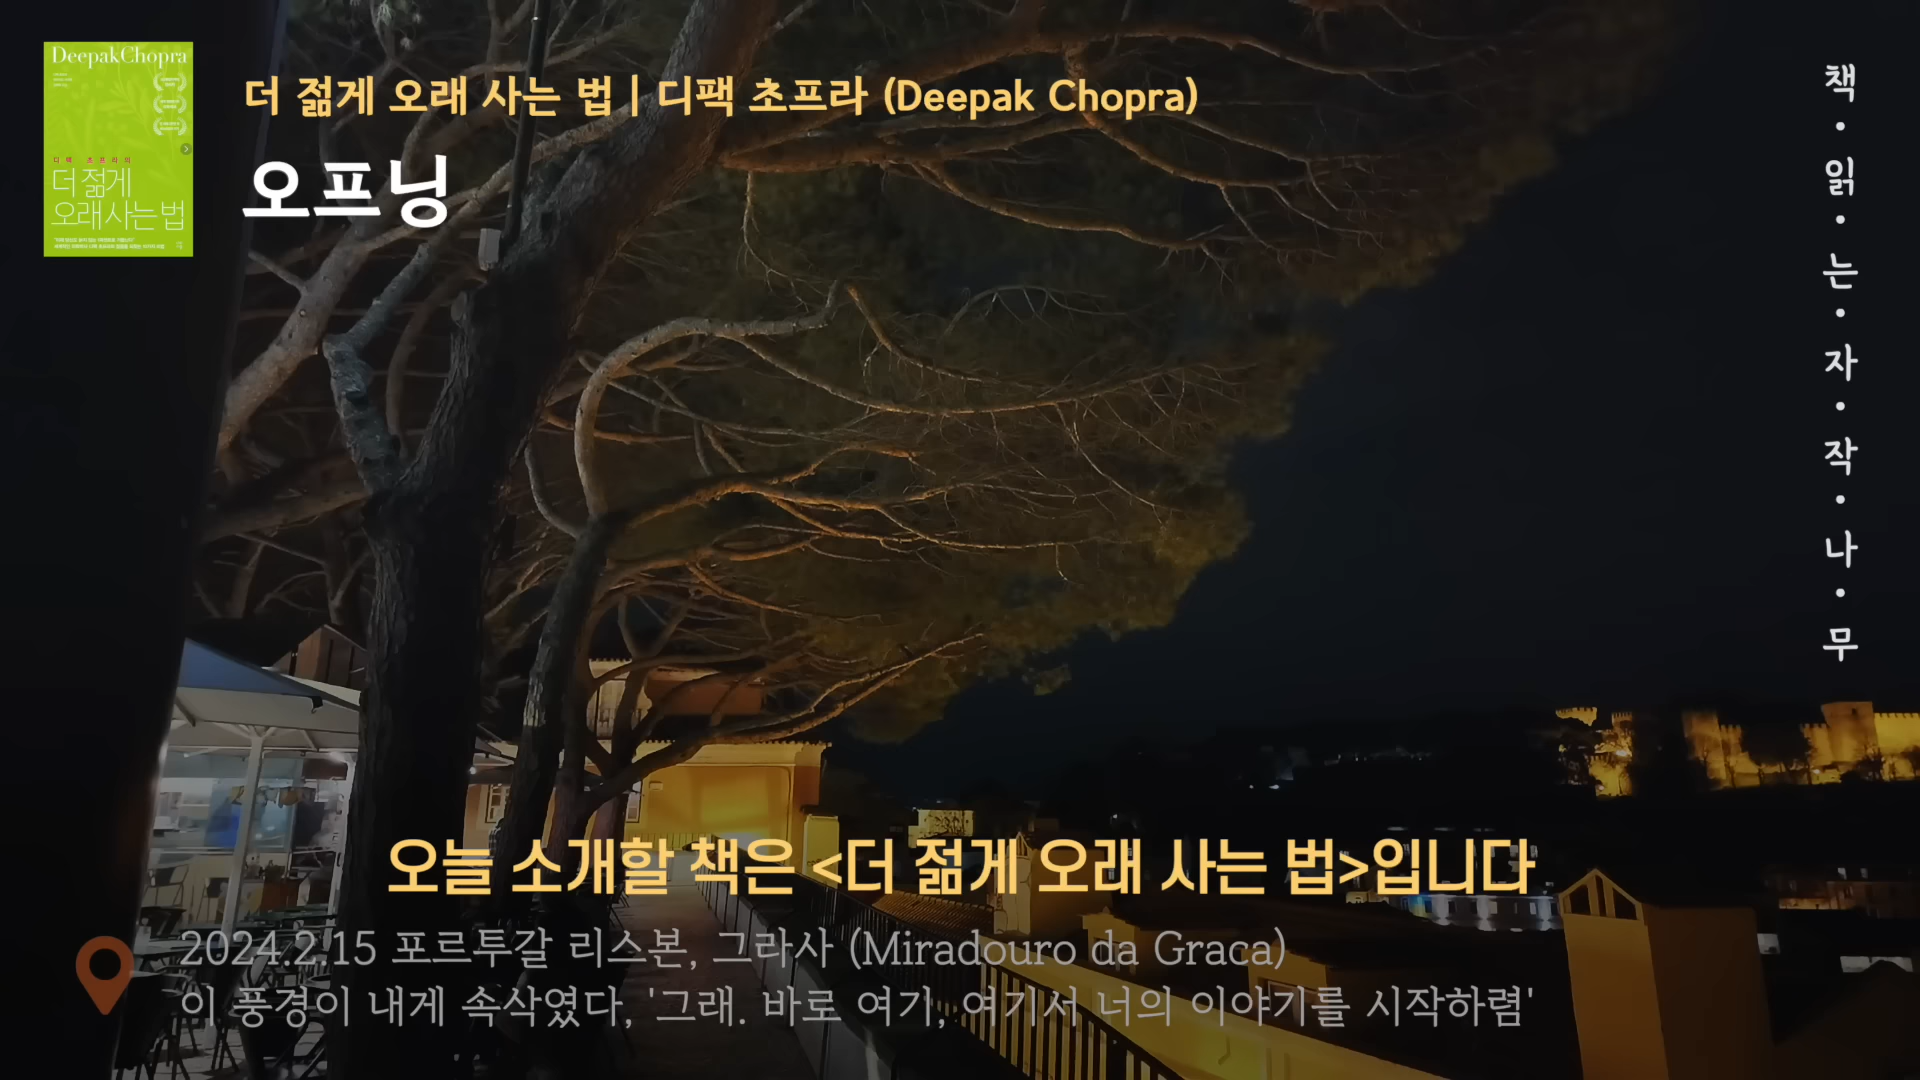 DeepakChopra
디팩 초프라의
더 젊게
오래 사는 법
더 젊게 오래 사는 법 | 디팩 초프라 (Deepak Chopra)
오프닝
책·읽·는·자·작·나·무
오늘 소개할 책은 <더 젊게 오래 사는 법>입니다
2024.2.15 포르투갈 리스본, 그라사 (Miradouro da Graca)
이 풍경이 내게 속삭였다, '그래. 바로 여기, 여기서 너의 이야기를 시작하렴'